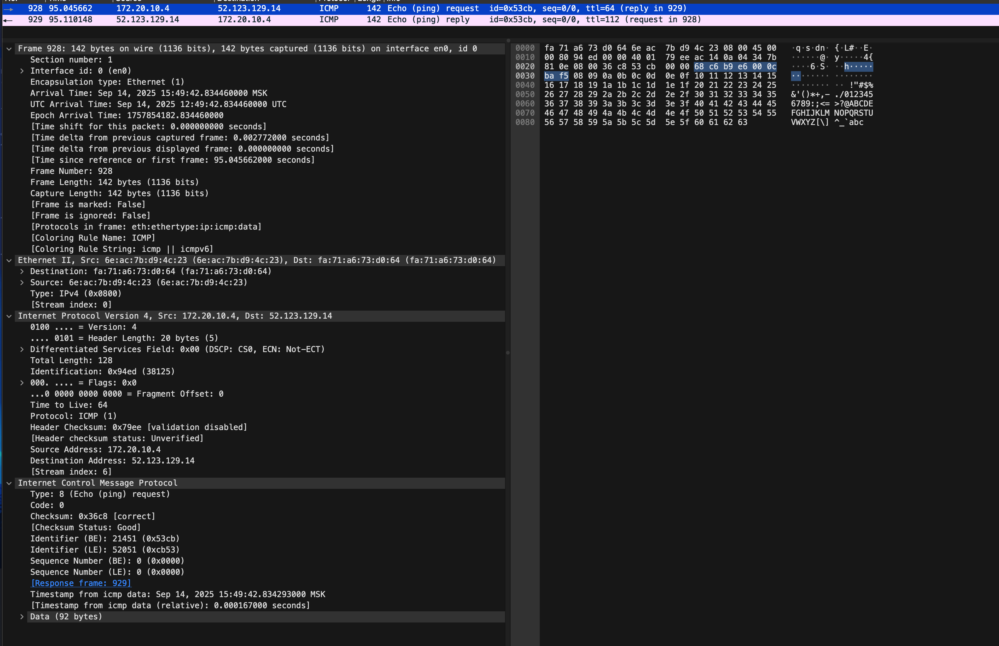 928 95.045662 172.20.10.4 52.123.129.14 ICMP 142 Echo (ping) request id=0x53cb, seq=0/0, ttl=64 (reply in 929)
929 95.110148 52.123.129.14 172.20.10.4 ICMP 142 Echo (ping) reply id=0x53cb, seq=0/0, ttl=112 (request in 928)
Frame 928: 142 bytes on wire (1136 bits), 142 bytes captured (1136 bits) on interface en0, id 0
Section number: 1
Interface id: 0 (en0)
Encapsulation type: Ethernet (1)
Arrival Time: Sep 14, 2025 15:49:42.834460000 MSK
UTC Arrival Time: Sep 14, 2025 12:49:42.834460000 UTC
Epoch Arrival Time: 1757854182.834460000
[Time shift for this packet: 0.000000000 seconds]
[Time delta from previous captured frame: 0.002772000 seconds]
[Time delta from previous displayed frame: 0.000000000 seconds]
[Time since reference or first frame: 95.045662000 seconds]
Frame Number: 928
Frame Length: 142 bytes (1136 bits)
Capture Length: 142 bytes (1136 bits)
[Frame is marked: False]
[Frame is ignored: False]
[Protocols in frame: eth:ethertype:ip:icmp:data]
[Coloring Rule Name: ICMP]
[Coloring Rule String: icmp || icmpv6]
Ethernet II, Src: 6e:ac:7b:d9:4c:23 (6e:ac:7b:d9:4c:23), Dst: fa:71:a6:73:d0:64 (fa:71:a6:73:d0:64)
Destination: fa:71:a6:73:d0:64 (fa:71:a6:73:d0:64)
Source: 6e:ac:7b:d9:4c:23 (6e:ac:7b:d9:4c:23)
Type: IPv4 (0x0800)
[Stream index: 0]
Internet Protocol Version 4, Src: 172.20.10.4, Dst: 52.123.129.14
0100 .... = Version: 4
.... 0101 = Header Length: 20 bytes (5)
Differentiated Services Field: 0x00 (DSCP: CS0, ECN: Not-ECT)
Total Length: 128
Identification: 0x94ed (38125)
000. .... = Flags: 0x0
...0 0000 0000 0000 = Fragment Offset: 0
Time to Live: 64
Protocol: ICMP (1)
Header Checksum: 0x79ee [validation disabled]
[Header checksum status: Unverified]
Source Address: 172.20.10.4
Destination Address: 52.123.129.14
[Stream index: 6]
Internet Control Message Protocol
Type: 8 (Echo (ping) request)
Code: 0
Checksum: 0x36c8 [correct]
[Checksum Status: Good]
Identifier (BE): 21451 (0x53cb)
Identifier (LE): 52051 (0xcb53)
Sequence Number (BE): 0 (0x0000)
Sequence Number (LE): 0 (0x0000)
[Response frame: 929]
Timestamp from icmp data: Sep 14, 2025 15:49:42.834293000 MSK
[Timestamp from icmp data (relative): 0.000167000 seconds]
Data (92 bytes)
0000 fa 71 a6 73 d0 64 6e ac 7b d9 4c 23 08 00 45 00 ·q·s·dn· {·L#··E·
0010 00 80 94 ed 00 00 40 01 79 ee ac 14 0a 04 34 7b ······@· y·····4{
0020 81 0e 08 00 36 c8 53 cb 00 00 68 c6 b9 e6 00 0c ····6·S· ··h·····
0030 ba f5 08 09 0a 0b 0c 0d 0e 0f 10 11 12 13 14 15 ········ ········
0040 16 17 18 19 1a 1b 1c 1d 1e 1f 20 21 22 23 24 25 ········ ·· !"#$%
0050 26 27 28 29 2a 2b 2c 2d 2e 2f 30 31 32 33 34 35 &'()*+,- ./012345
0060 36 37 38 39 3a 3b 3c 3d 3e 3f 40 41 42 43 44 45 6789:;<= >?@ABCDE
0070 46 47 48 49 4a 4b 4c 4d 4e 4f 50 51 52 53 54 55 FGHIJKLM NOPQRSTU
0080 56 57 58 59 5a 5b 5c 5d 5e 5f 60 61 62 63 VWXYZ[\] ^_`abc